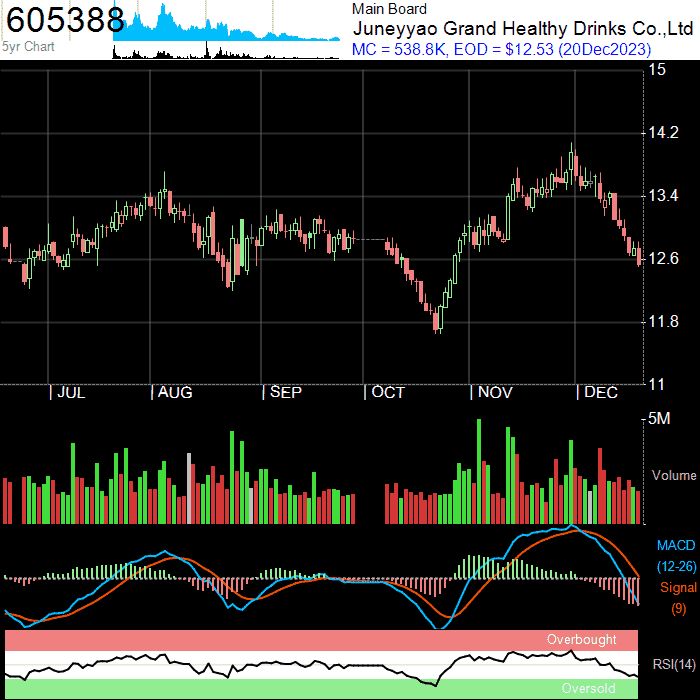 605388
5yr Chart
Main Board
Juneyyao Grand Healthy Drinks Co.,Ltd
MC = 538.8K, EOD = $12.53 (20Dec2023)
15
14.2
13.4
12.6
11.8
11
JUL
AUG
SEP
OCT
NOV
DEC
5M
Volume
MACD
(12-26)
Signal
(9)
Overbought
RSI(14)
Oversold